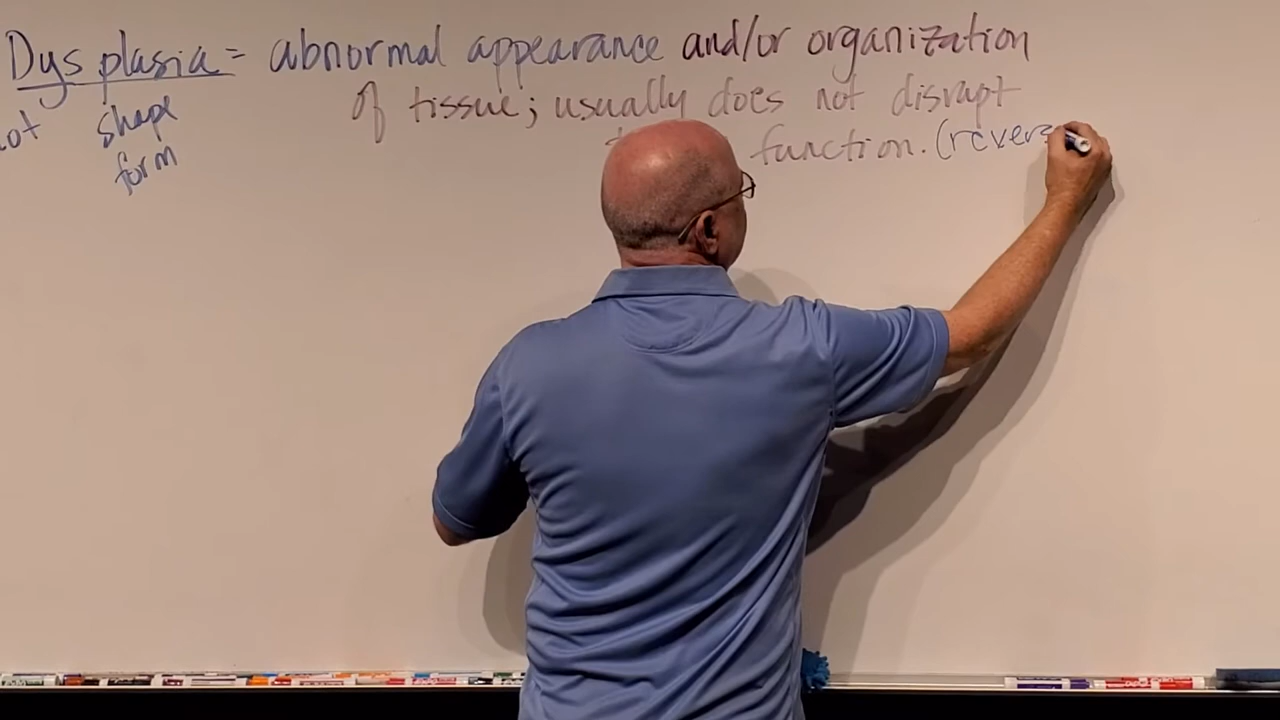 Dysplasia = abnormal appearance and/or organization
of tissue; usually does not disrupt
function. (revers
shape
form